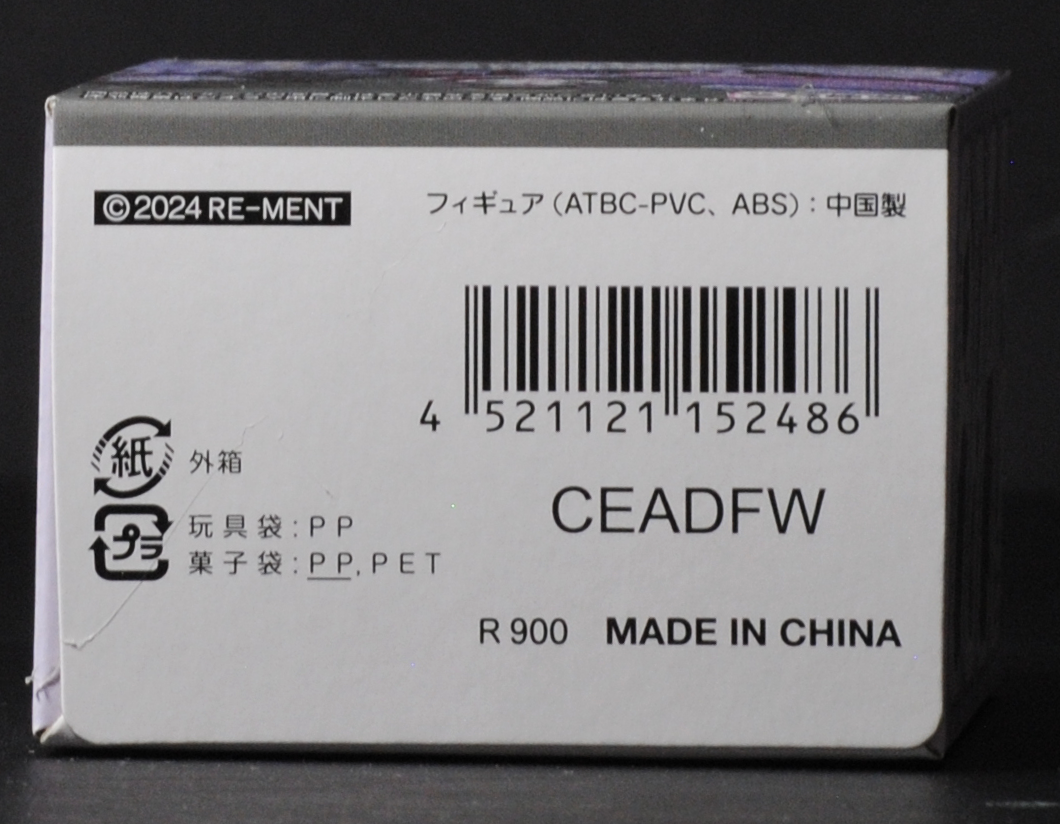 ©2024 RE-MENT
フィギュア（ATBC-PVC、ABS）：中国製
4 521121 152486
紙 外箱
CEADFW
プラ 玩具袋：PP
菓子袋：PP,PET
R 900 MADE IN CHINA